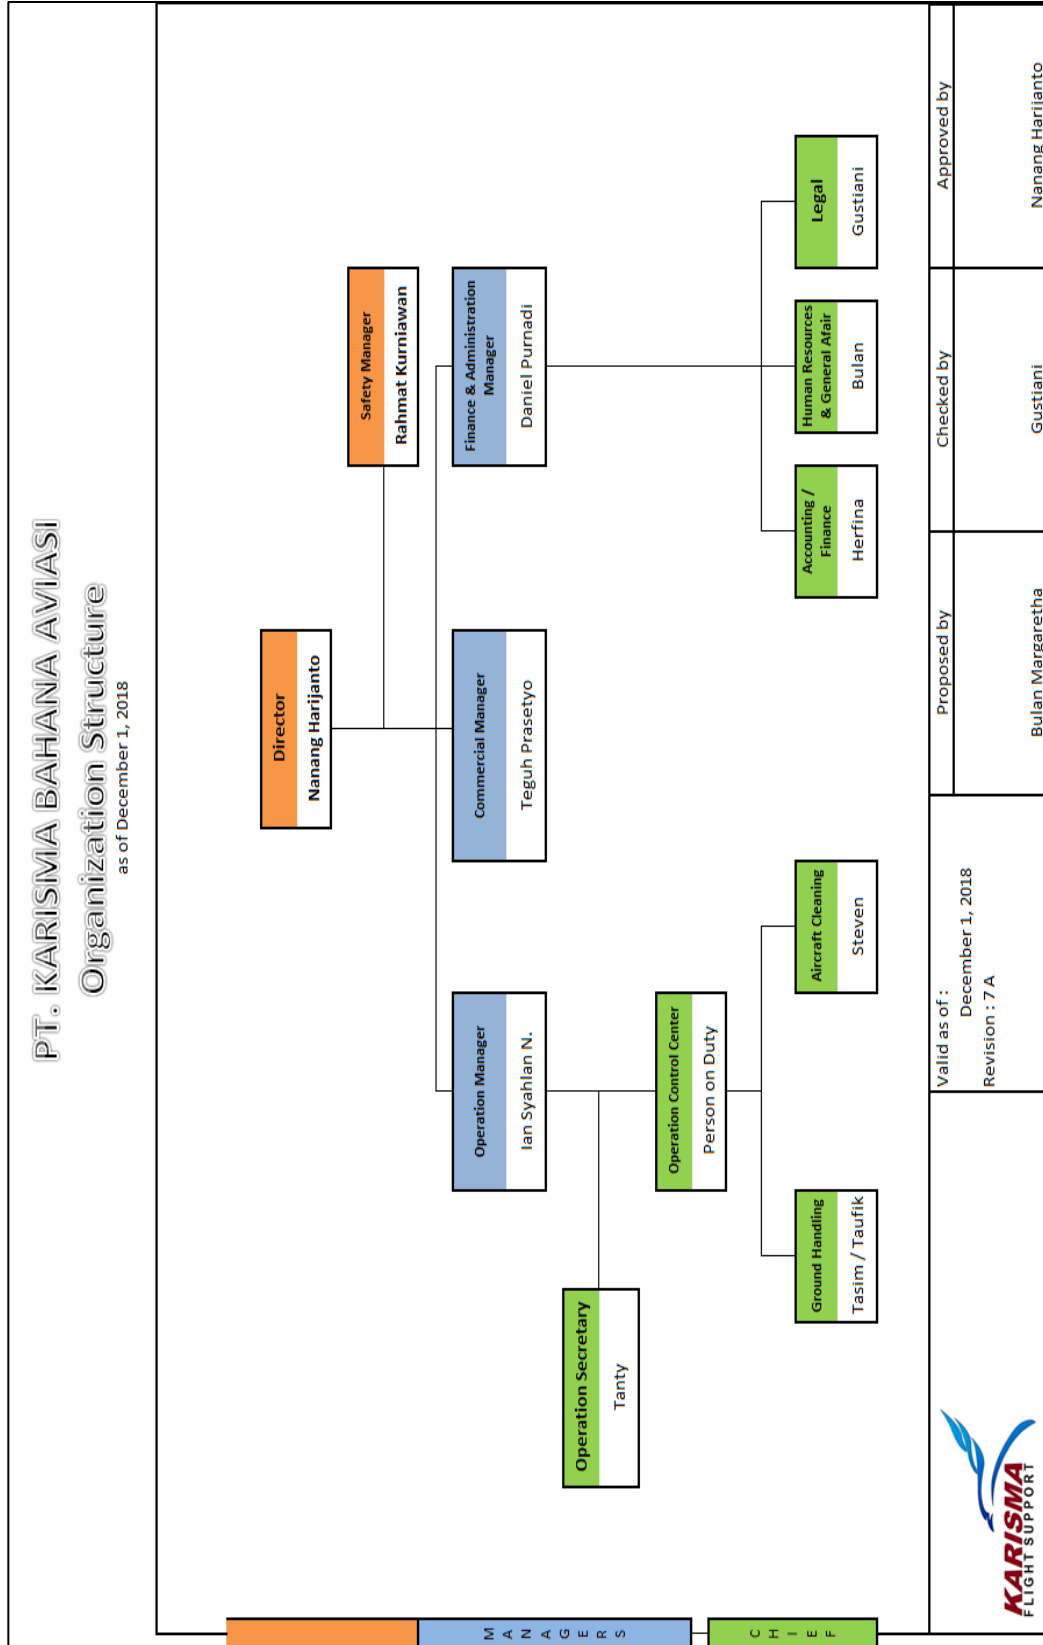 PT. KARISMA BAHANA AVIASI
Organization Structure
as of December 1, 2018
Director
Nanang Harijanto
Safety Manager
Rahmat Kurniawan
MANAGERS
Operation Manager
Ian Syahlan N.
Commercial Manager
Teguh Prasetyo
Finance & Administration
Manager
Daniel Purnadi
Operation Secretary
Tanty
Operation Control Center
Person on Duty
CHIEF
Ground Handling
Tasim / Taufik
Aircraft Cleaning
Steven
Accounting /
Finance
Herfina
Human Resources
& General Afair
Bulan
Legal
Gustiani
KARISMA
FLIGHT SUPPORT
Valid as of :
December 1, 2018
Revision : 7 A
Proposed by
Bulan Margaretha
Checked by
Gustiani
Approved by
Nanang Harijanto